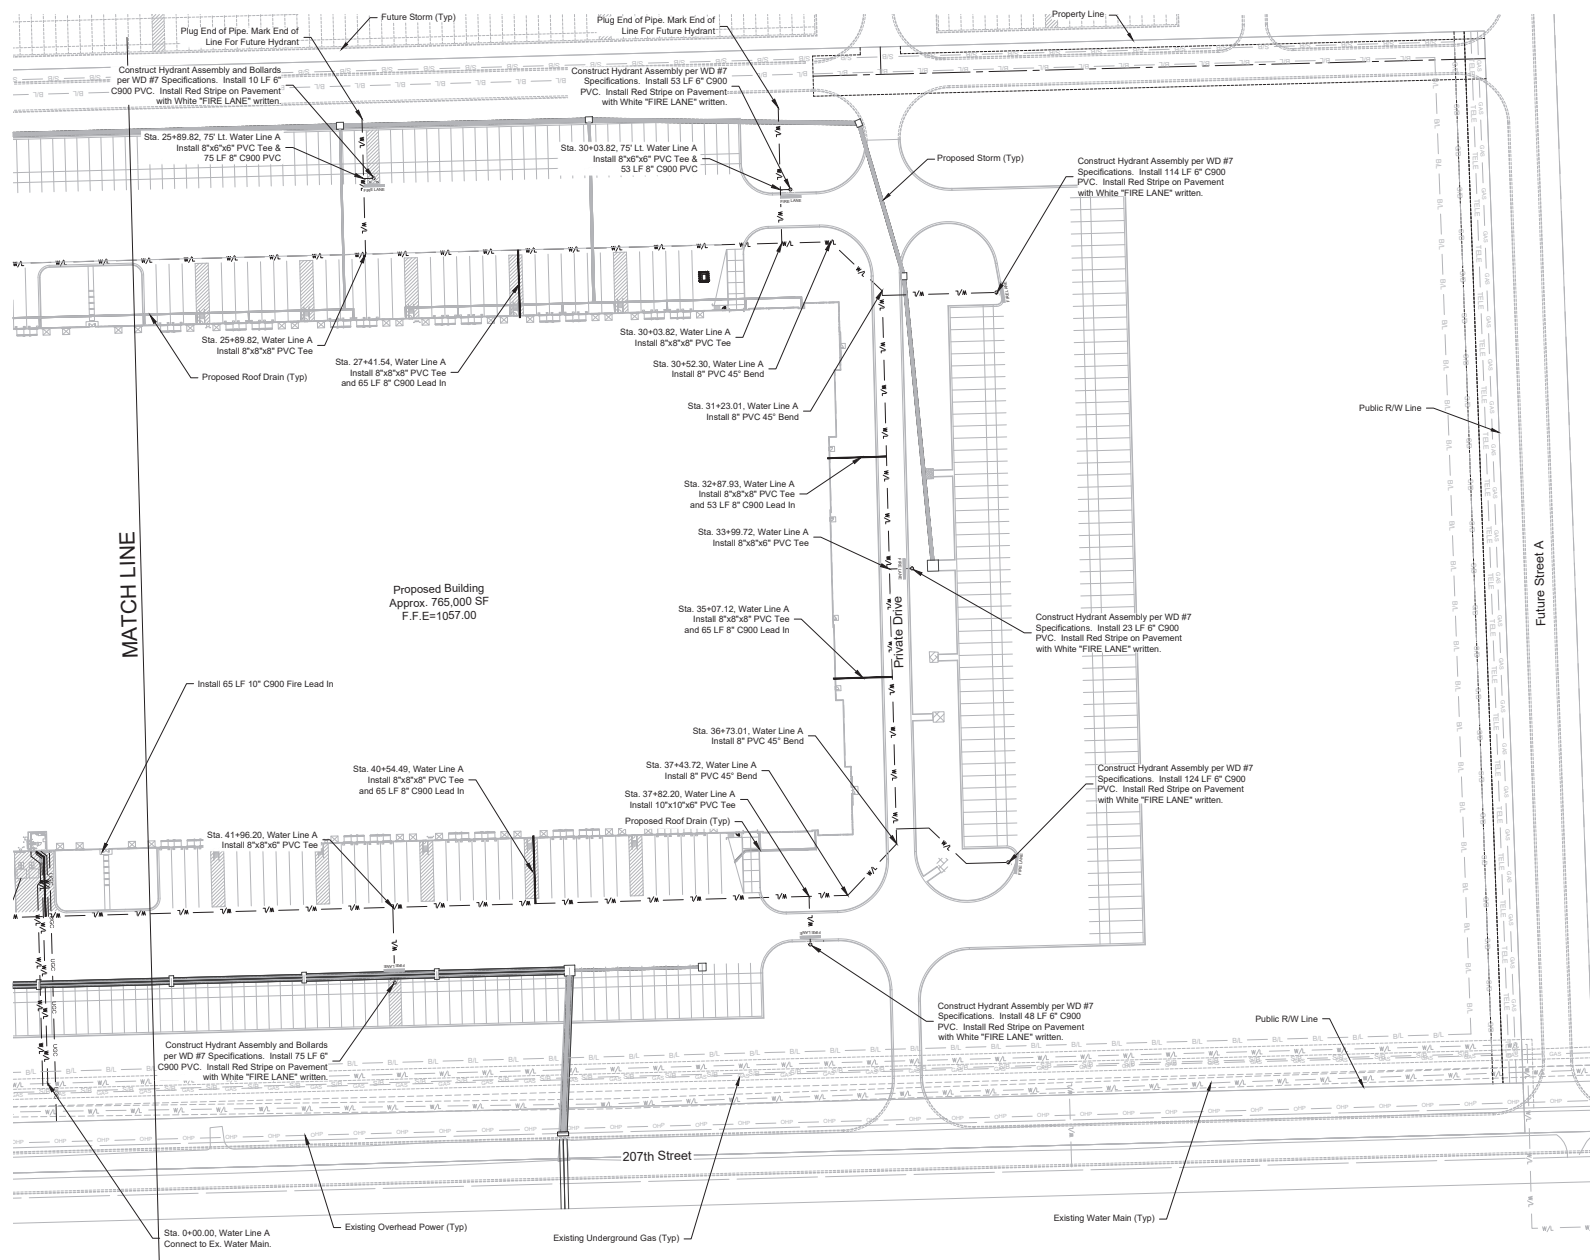 Future Storm (Typ)
Plug End of Pipe. Mark End of
Line For Future Hydrant
Plug End of Pipe. Mark End of
Line For Future Hydrant
Property Line
Construct Hydrant Assembly and Bollards
per WD #7 Specifications. Install 10 LF 6"
C900 PVC. Install Red Stripe on Pavement
with White "FIRE LANE" written.
Construct Hydrant Assembly per WD #7
Specifications. Install 53 LF 6" C900
PVC. Install Red Stripe on Pavement
with White "FIRE LANE" written.
Sta. 25+89.82, 75' Lt. Water Line A
Install 8"x6"x6" PVC Tee &
75 LF 8" C900 PVC
Sta. 30+03.82, 75' Lt. Water Line A
Install 8"x6"x6" PVC Tee &
53 LF 8" C900 PVC
Proposed Storm (Typ)
Construct Hydrant Assembly per WD #7
Specifications. Install 114 LF 6" C900
PVC. Install Red Stripe on Pavement
with White "FIRE LANE" written.
FIRE LANE
FIRE LANE
FIRE LANE
Sta. 25+89.82, Water Line A
Install 8"x8"x8" PVC Tee
Proposed Roof Drain (Typ)
Sta. 27+41.54, Water Line A
Install 8"x8"x8" PVC Tee
and 65 LF 8" C900 Lead In
Sta. 30+03.82, Water Line A
Install 8"x8"x8" PVC Tee
Sta. 30+52.30, Water Line A
Install 8" PVC 45° Bend
Sta. 31+23.01, Water Line A
Install 8" PVC 45° Bend
Public R/W Line
Sta. 32+87.93, Water Line A
Install 8"x8"x8" PVC Tee
and 53 LF 8" C900 Lead In
Sta. 33+99.72, Water Line A
Install 8"x8"x6" PVC Tee
FIRE LANE
MATCH LINE
Proposed Building
Approx. 765,000 SF
F.F.E=1057.00
Sta. 35+07.12, Water Line A
Install 8"x8"x8" PVC Tee
and 65 LF 8" C900 Lead In
Private Drive
Construct Hydrant Assembly per WD #7
Specifications. Install 23 LF 6" C900
PVC. Install Red Stripe on Pavement
with White "FIRE LANE" written.
Future Street A
Install 65 LF 10" C900 Fire Lead In
Sta. 36+73.01, Water Line A
Install 8" PVC 45° Bend
Sta. 40+54.49, Water Line A
Install 8"x8"x8" PVC Tee
and 65 LF 8" C900 Lead In
Sta. 37+43.72, Water Line A
Install 8" PVC 45° Bend
Sta. 37+82.20, Water Line A
Install 10"x10"x6" PVC Tee
Proposed Roof Drain (Typ)
Construct Hydrant Assembly per WD #7
Specifications. Install 124 LF 6" C900
PVC. Install Red Stripe on Pavement
with White "FIRE LANE" written.
Sta. 41+96.20, Water Line A
Install 8"x8"x6" PVC Tee
FIRE LANE
FIRE LANE
FIRE LANE
Construct Hydrant Assembly per WD #7
Specifications. Install 48 LF 6" C900
PVC. Install Red Stripe on Pavement
with White "FIRE LANE" written.
Public R/W Line
Construct Hydrant Assembly and Bollards
per WD #7 Specifications. Install 75 LF 6"
C900 PVC. Install Red Stripe on Pavement
with White "FIRE LANE" written.
207th Street
Sta. 0+00.00, Water Line A
Connect to Ex. Water Main.
Existing Overhead Power (Typ)
Existing Underground Gas (Typ)
Existing Water Main (Typ)